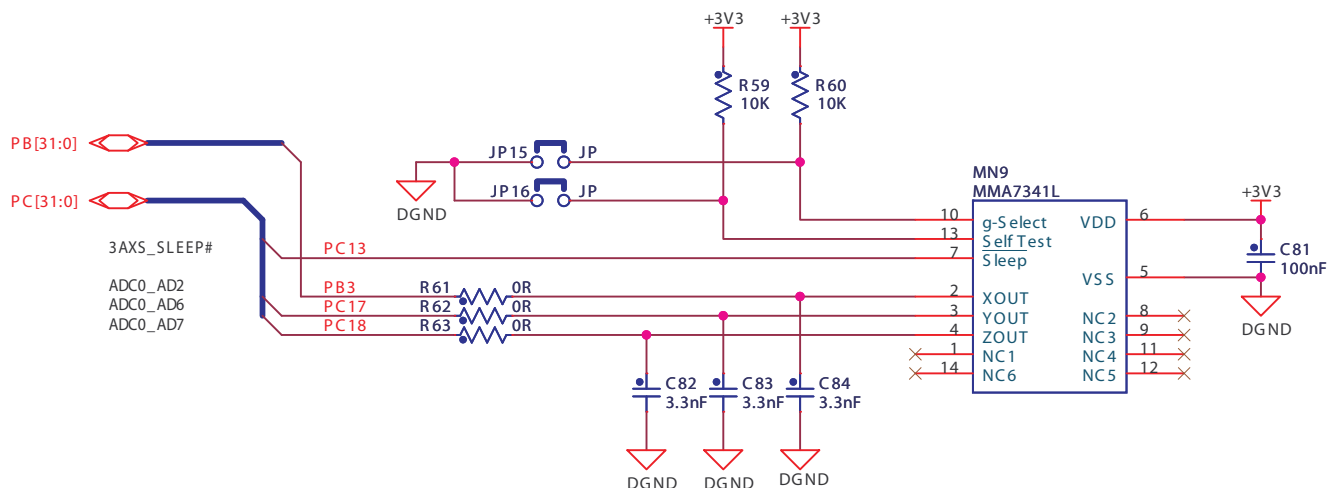 +3V3 +3V3
R59 R60
10K 10K
PB[31:0]
JP15 JP
MN9
MMA7341L
PC[31:0]
JP16 JP
+3V3
DGND
10 g-Select VDD 6
13 Self Test
3AXS_SLEEP# PC13 7 Sleep
C81
100nF
VSS 5
ADC0_AD2 PB3 R61 0R 2 XOUT
ADC0_AD6 PC17 R62 0R 3 YOUT NC2 8
DGND
ADC0_AD7 PC18 R63 0R 4 ZOUT NC3 9
1 NC1 NC4 11
14 NC6 NC5 12
C82 C83 C84
3.3nF 3.3nF 3.3nF
DGND DGND DGND